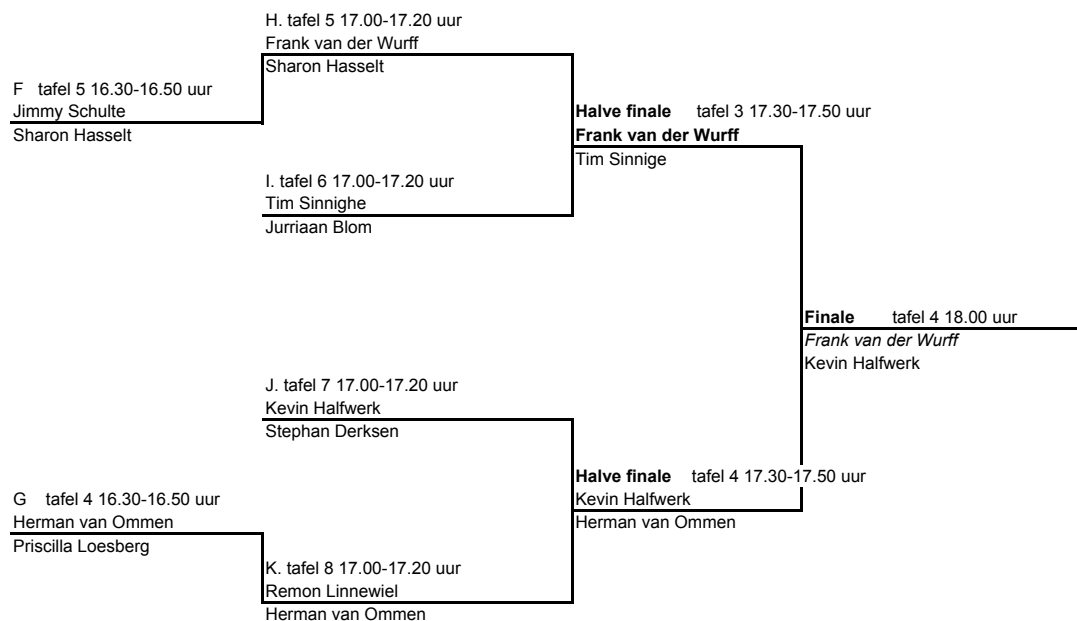 H. tafel 5 17.00-17.20 uur
Frank van der Wurff
Sharon Hasselt
F tafel 5 16.30-16.50 uur
Jimmy Schulte
Sharon Hasselt
Halve finale tafel 3 17.30-17.50 uur
Frank van der Wurff
Tim Sinnige
I. tafel 6 17.00-17.20 uur
Tim Sinnighe
Jurriaan Blom
Finale tafel 4 18.00 uur
Frank van der Wurff
Kevin Halfwerk
J. tafel 7 17.00-17.20 uur
Kevin Halfwerk
Stephan Derksen
Halve finale tafel 4 17.30-17.50 uur
Kevin Halfwerk
Herman van Ommen
G tafel 4 16.30-16.50 uur
Herman van Ommen
Priscilla Loesberg
K. tafel 8 17.00-17.20 uur
Remon Linnewiel
Herman van Ommen